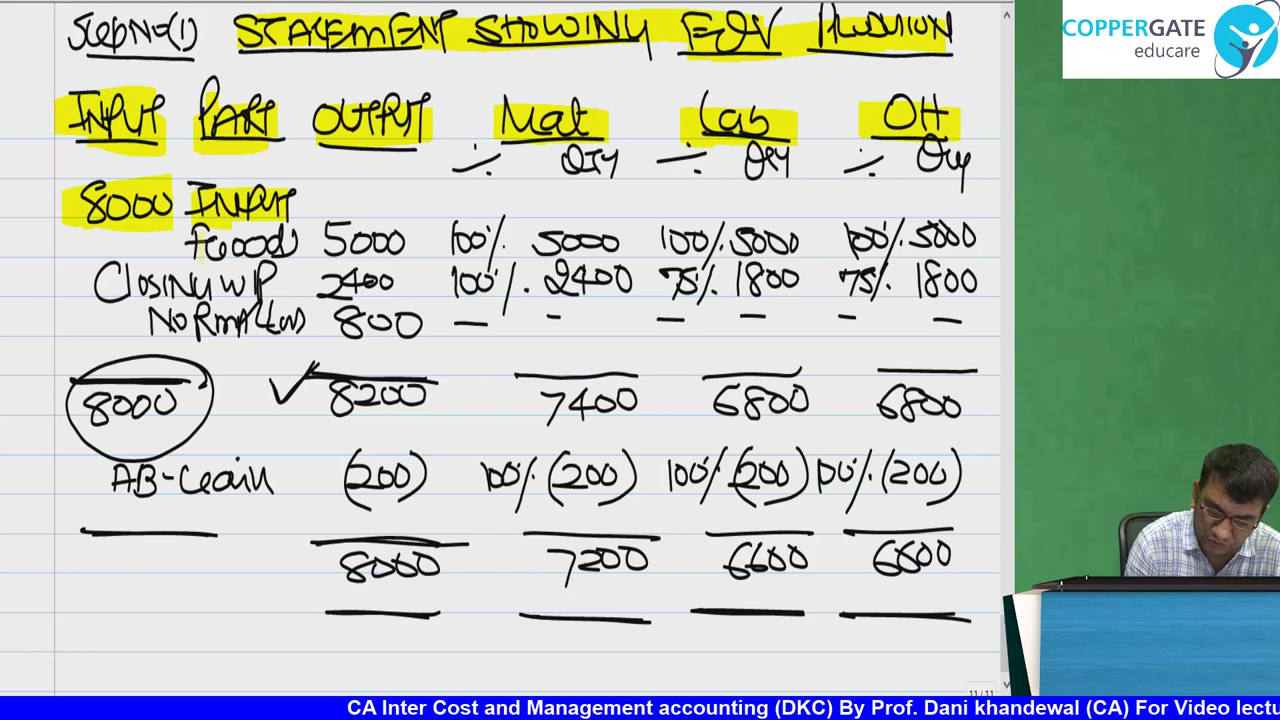 Step No(1) STATEMENT SHOWING EQV PRODUCTION
COPPERGATE
educare
INPUT PART OUTPUT Mat Lab OH
÷ QTY ÷ QTY ÷ QTY
8000 INPUT
F(Good) 5000 100% 5000 100% 5000 100% 5000
Closing WIP 2400 100% 2400 75% 1800 75% 1800
Normal 800 – – – – – –
8000 ✓ 8200 7400 6800 6800
AB-Gain (200) 100% (200) 100% (200) 100% (200)
8000 7200 6600 6600
11/11
CA Inter Cost and Management accounting (DKC) By Prof. Dani khandewal (CA) For Video lectu